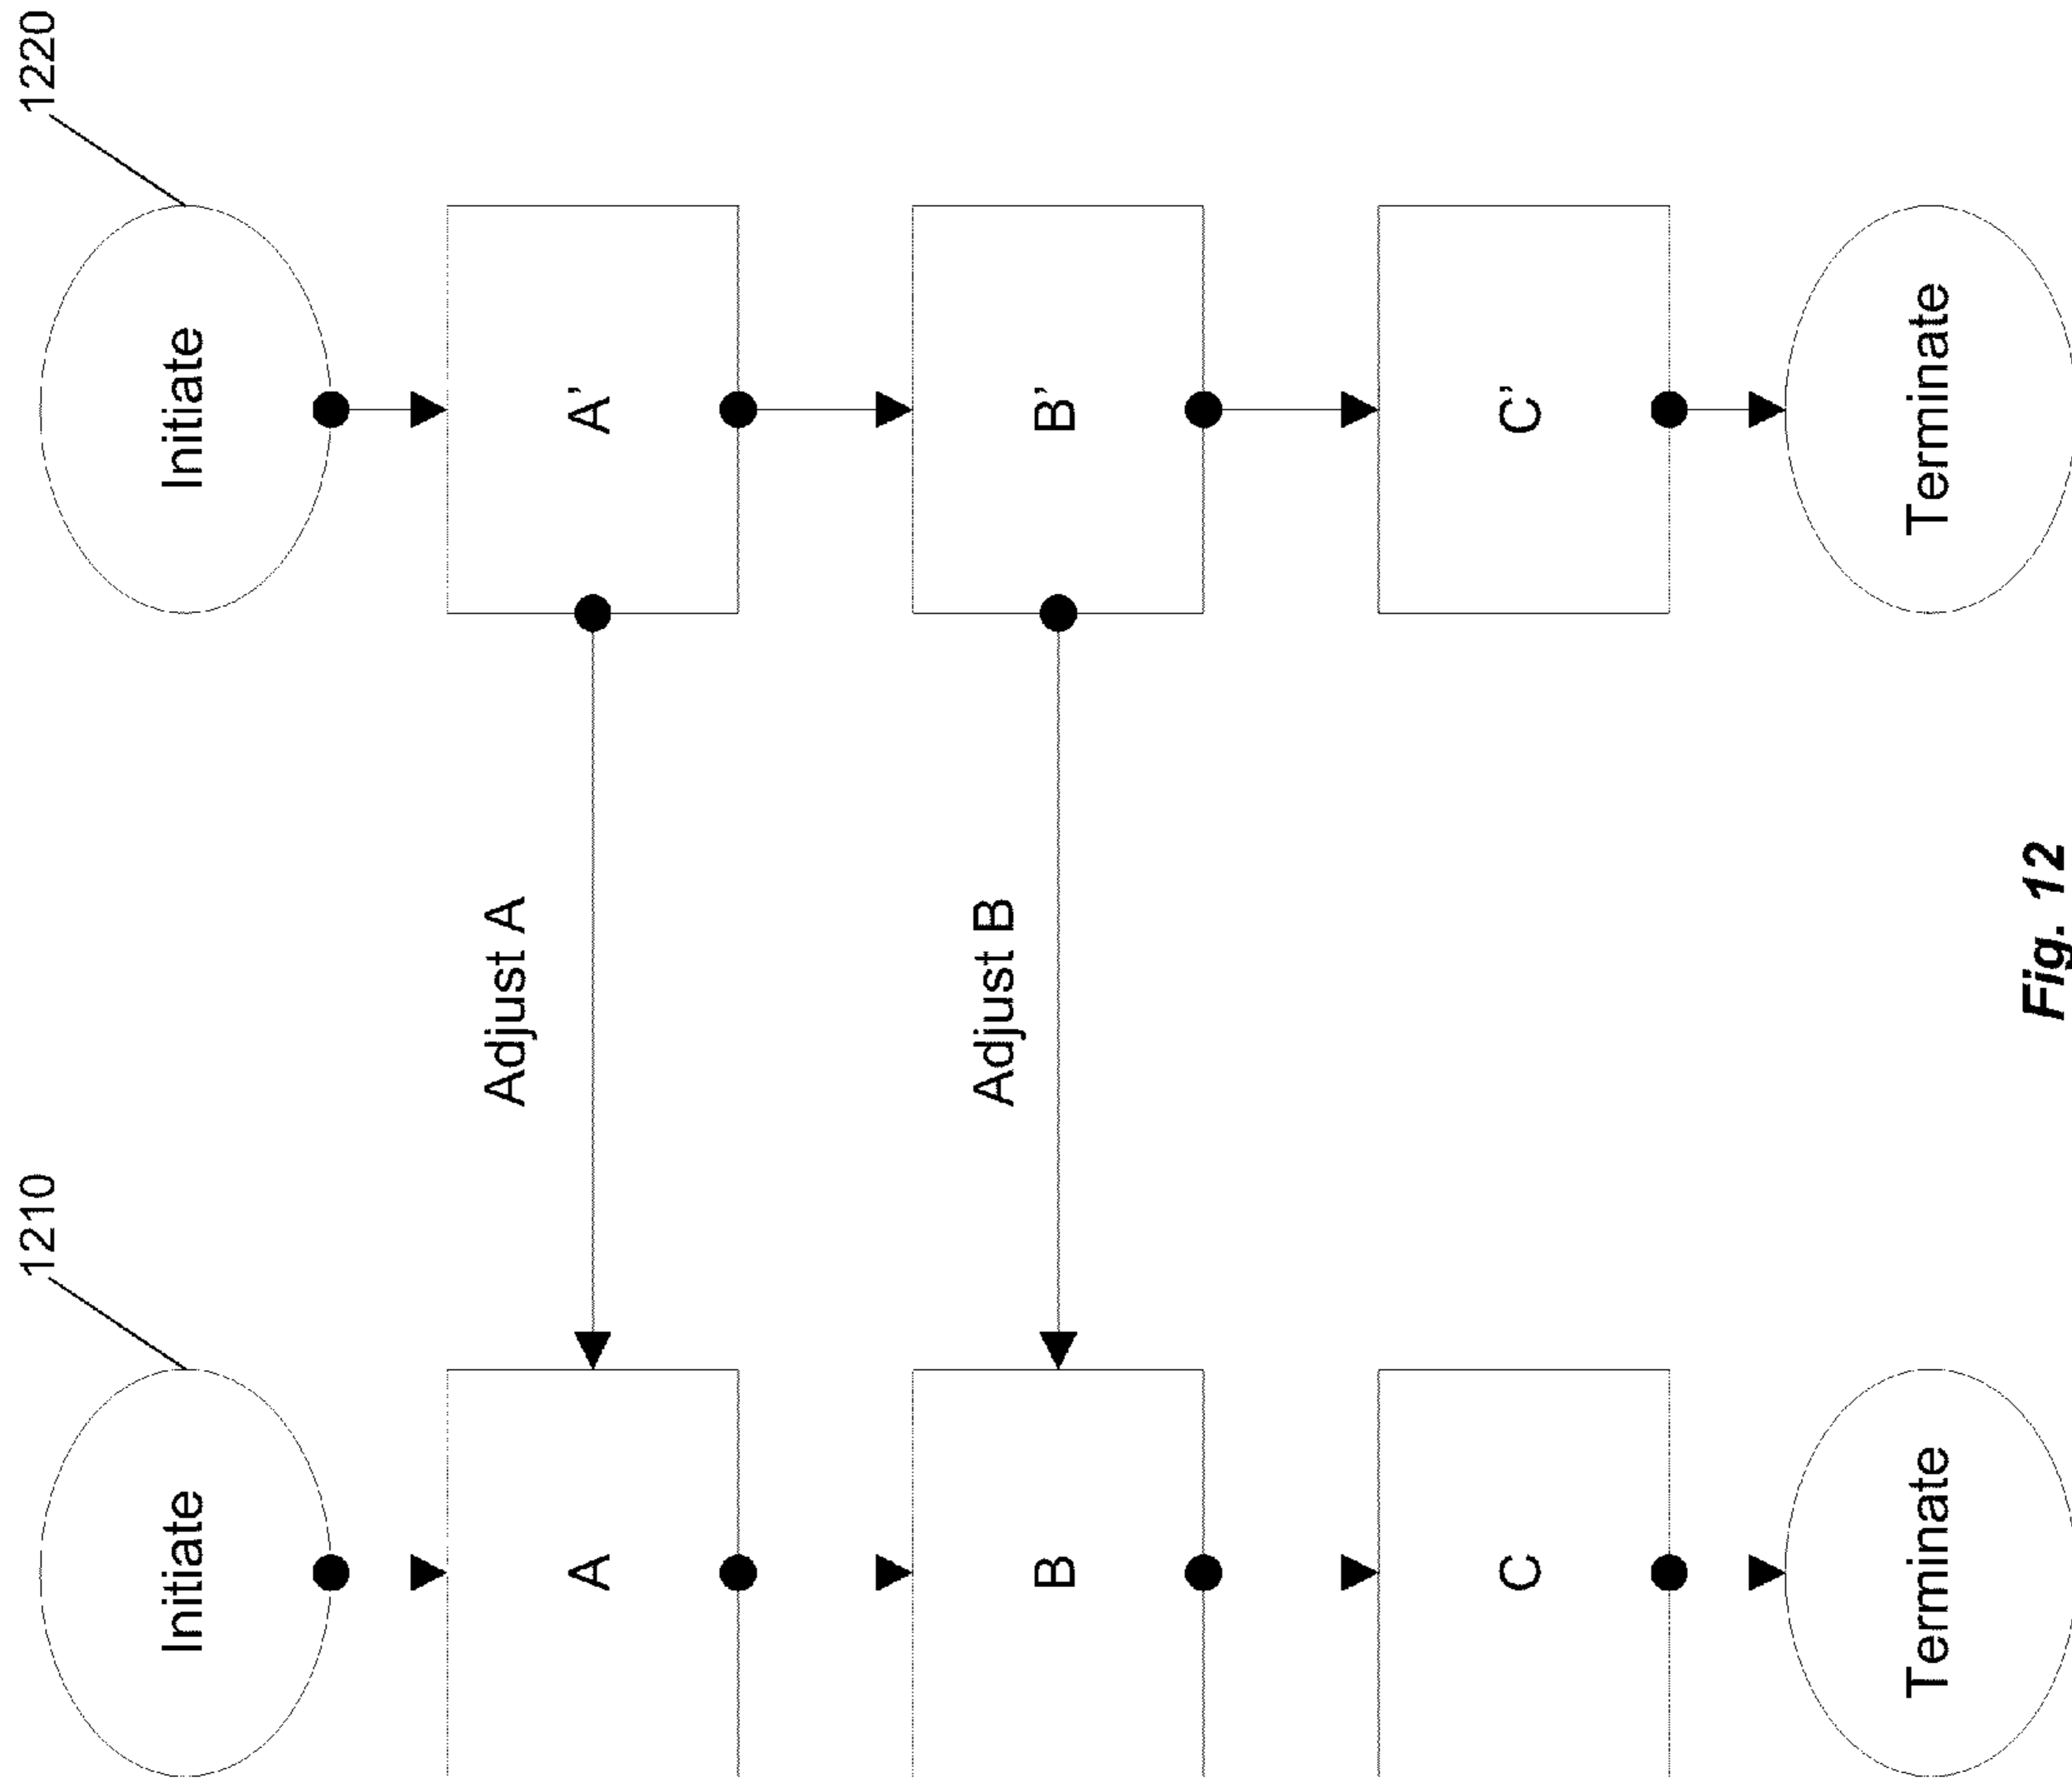 1210
1220
Initiate
Initiate
Adjust A
A
A’
Adjust B
B
B’
C
C’
Terminate
Terminate
Fig. 12